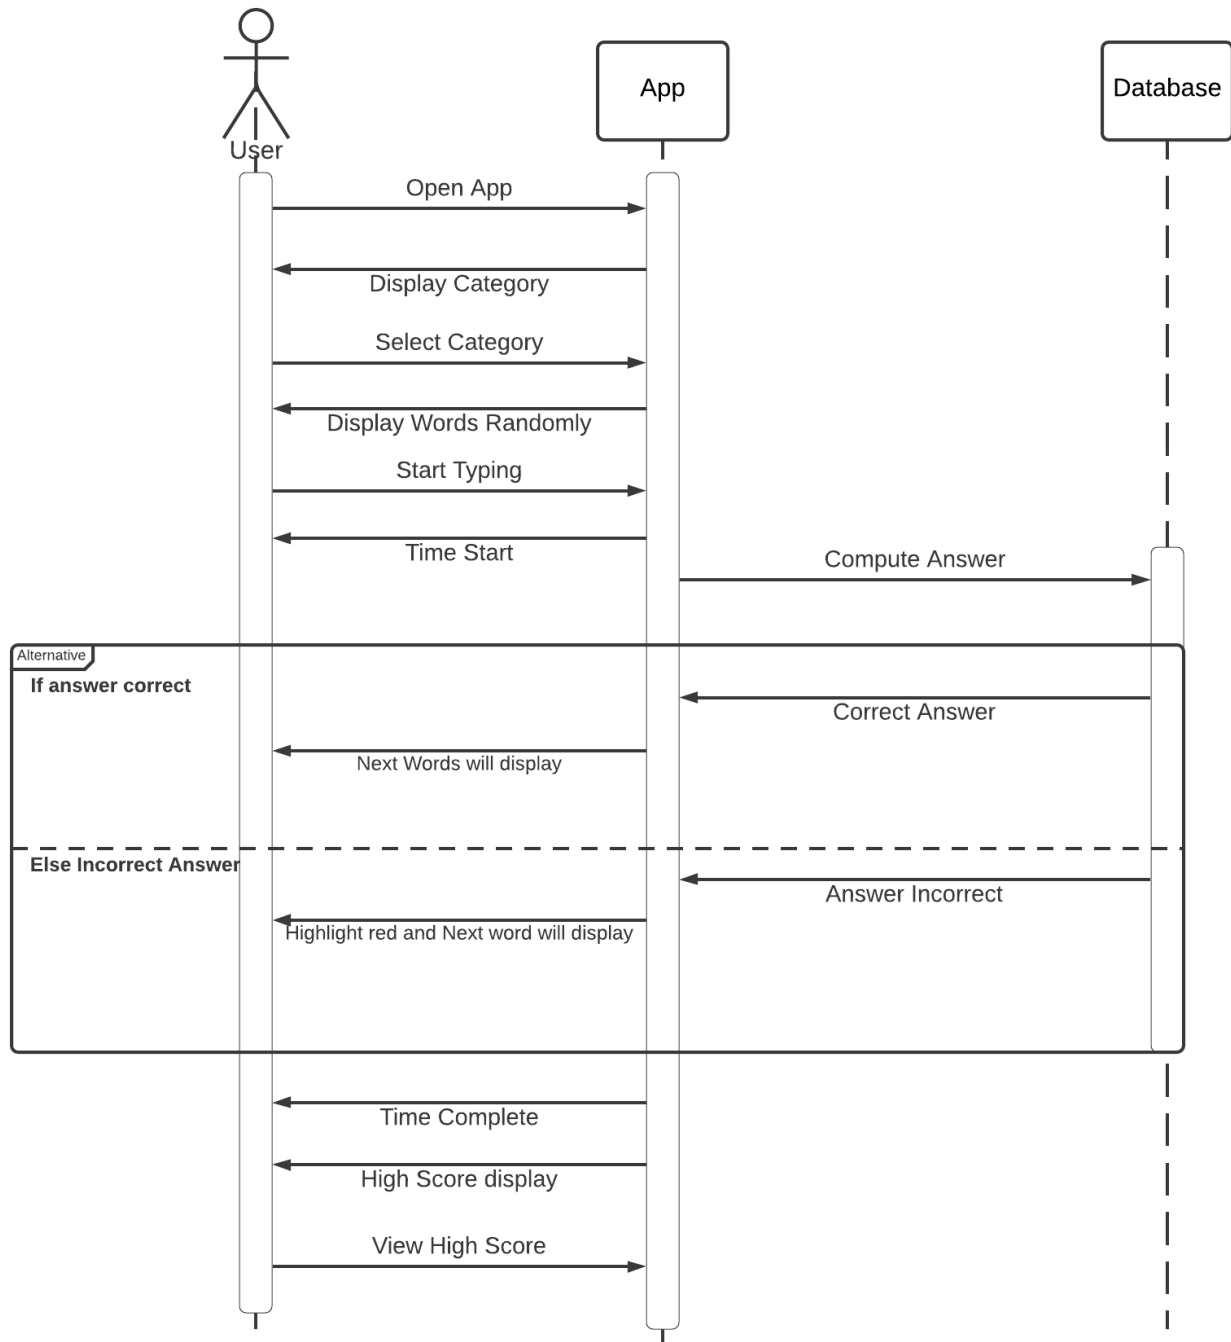 User
App
Database
Open App
Display Category
Select Category
Display Words Randomly
Start Typing
Time Start
Compute Answer
Alternative
If answer correct
Correct Answer
Next Words will display
Else Incorrect Answer
Answer Incorrect
Highlight red and Next word will display
Time Complete
High Score display
View High Score